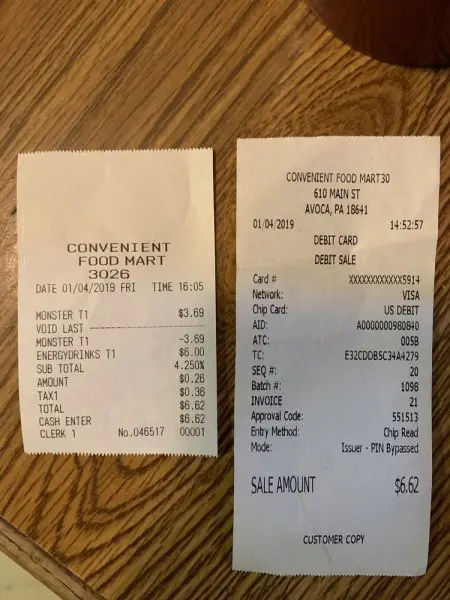 CONVENIENT
FOOD MART
3026
DATE 01/04/2019 FRI TIME 16:05
MONSTER T1 $3.69
VOID LAST ------------------
MONSTER T1 -3.69
ENERGYDRINKS T1 $6.00
SUB TOTAL 4.250%
AMOUNT $0.26
TAX1 $0.36
TOTAL $6.62
CASH ENTER $6.62
CLERK 1 No.046517 00001
CONVENIENT FOOD MART30
610 MAIN ST
AVOCA, PA 18641
01/04/2019 14:52:57
DEBIT CARD
DEBIT SALE
Card # XXXXXXXXXXXX5914
Network: VISA
Chip Card: US DEBIT
AID: A0000000980840
ATC: 005B
TC: E32CDDB5C34A4279
SEQ #: 20
Batch #: 1098
INVOICE 21
Approval Code: 551513
Entry Method: Chip Read
Mode: Issuer - PIN Bypassed
SALE AMOUNT $6.62
CUSTOMER COPY